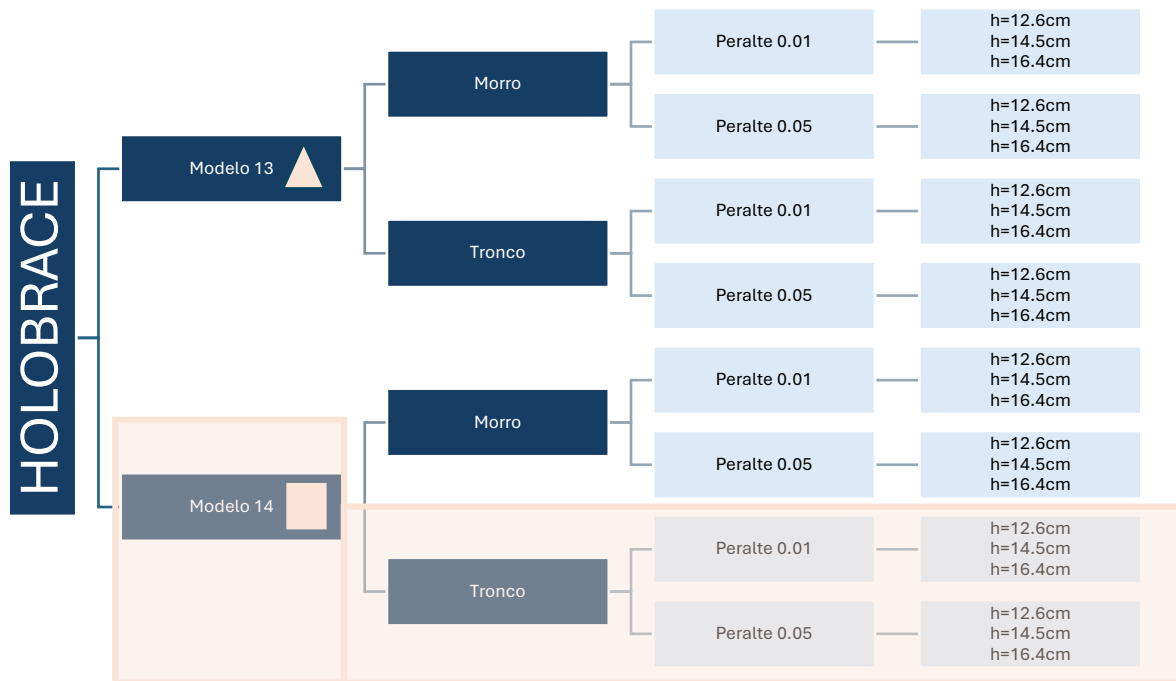 HOLOBRACE
Modelo 13
Morro
Peralte 0.01
h=12.6cm
h=14.5cm
h=16.4cm
Peralte 0.05
h=12.6cm
h=14.5cm
h=16.4cm
Tronco
Peralte 0.01
h=12.6cm
h=14.5cm
h=16.4cm
Peralte 0.05
h=12.6cm
h=14.5cm
h=16.4cm
Modelo 14
Morro
Peralte 0.01
h=12.6cm
h=14.5cm
h=16.4cm
Peralte 0.05
h=12.6cm
h=14.5cm
h=16.4cm
Tronco
Peralte 0.01
h=12.6cm
h=14.5cm
h=16.4cm
Peralte 0.05
h=12.6cm
h=14.5cm
h=16.4cm